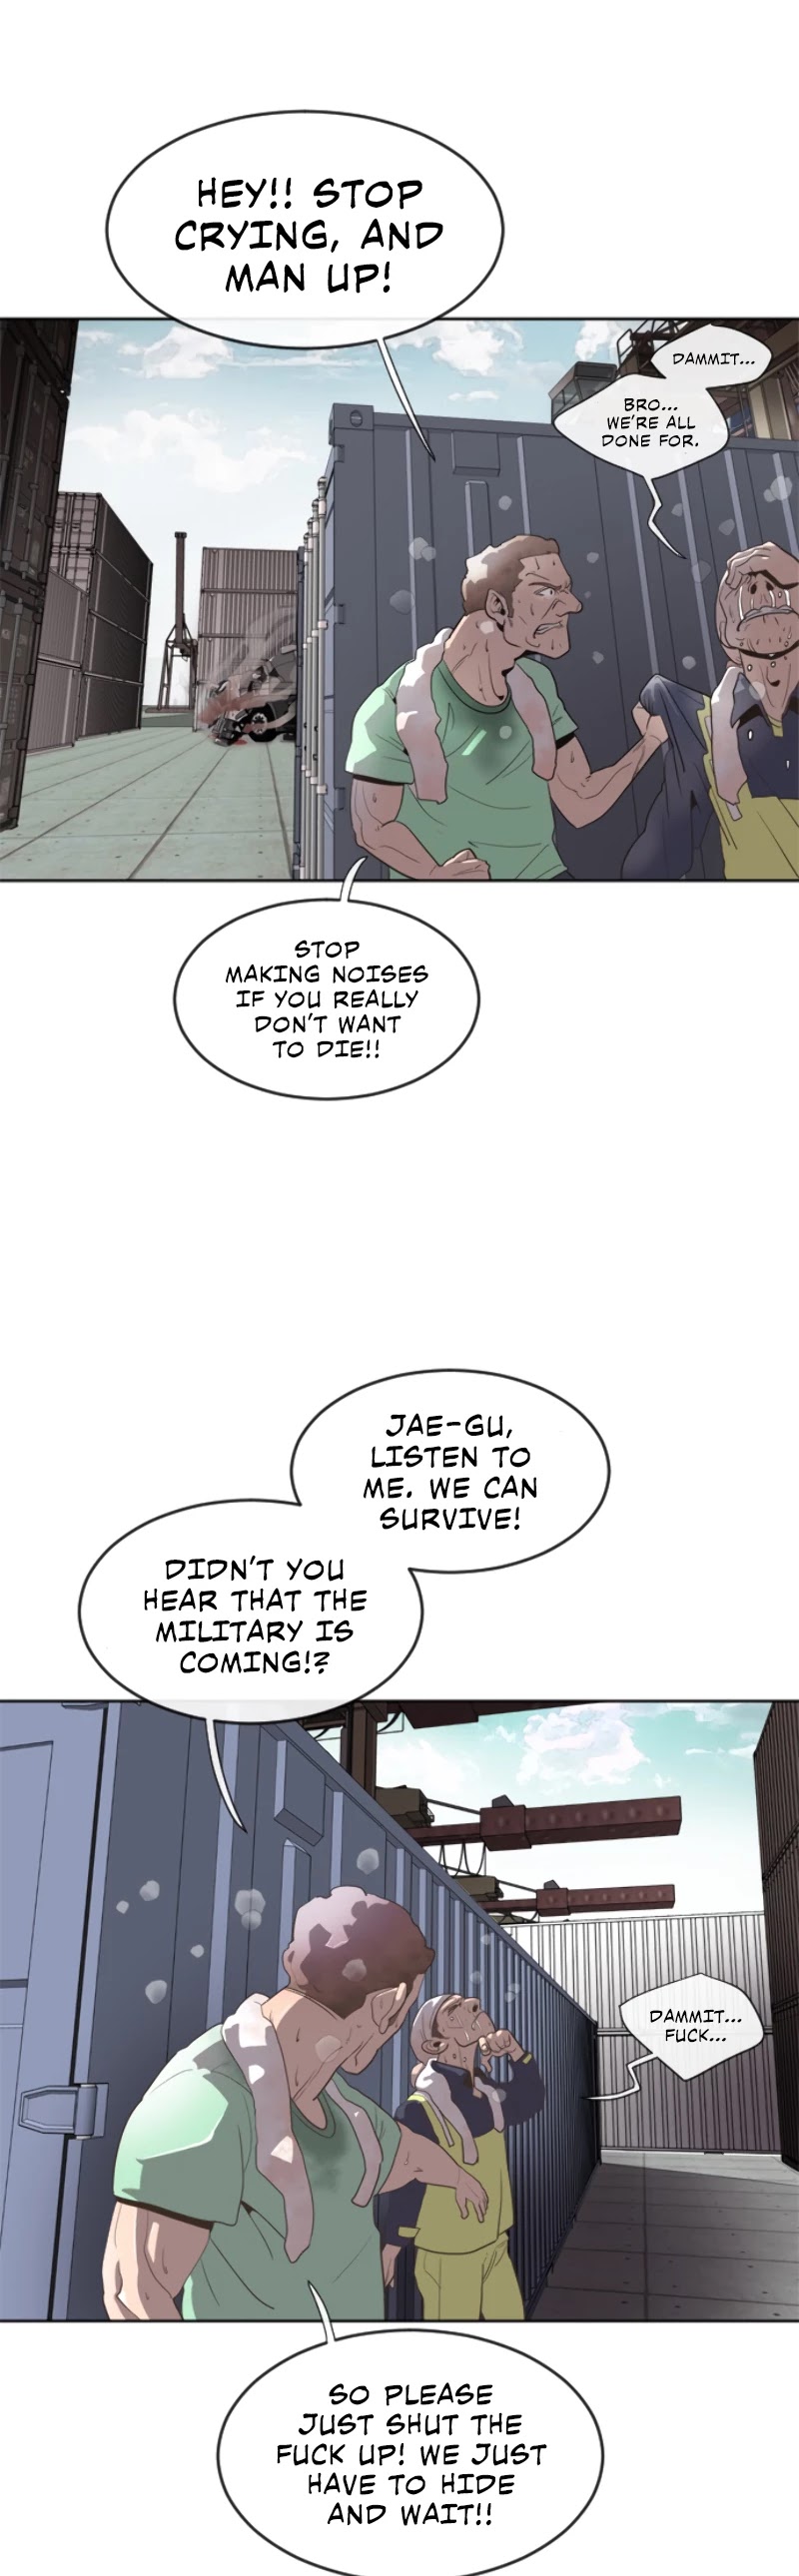 HEY!! STOP
CRYING, AND
MAN UP!
DAMMIT...
BRO...
WE'RE ALL
DONE FOR.
STOP
MAKING NOISES
IF YOU REALLY
DON'T WANT
TO DIE!!
JAE-GU,
LISTEN TO
ME. WE CAN
SURVIVE!
DIDN'T YOU
HEAR THAT THE
MILITARY IS
COMING!?
DAMMIT...
FUCK...
SO PLEASE
JUST SHUT THE
FUCK UP! WE JUST
HAVE TO HIDE
AND WAIT!!